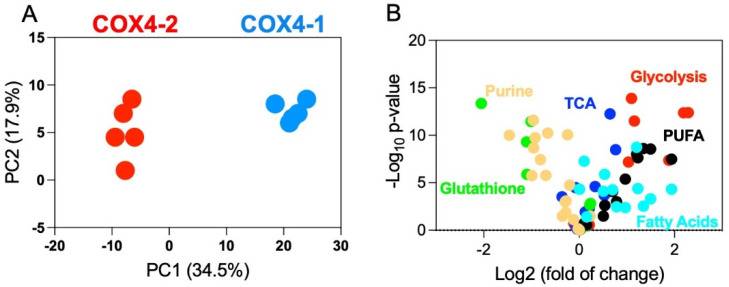 A
COX4-2 COX4-1
15
10
5
0
-5
-20 -10 0 10 20 30
PC2 (17.9%)
PC1 (34.5%)
B
20
15
10
5
0
-2 0 2
-Log10 p-value
Log2 (fold of change)
Glycolysis
Purine
TCA
PUFA
Glutathione
Fatty Acids